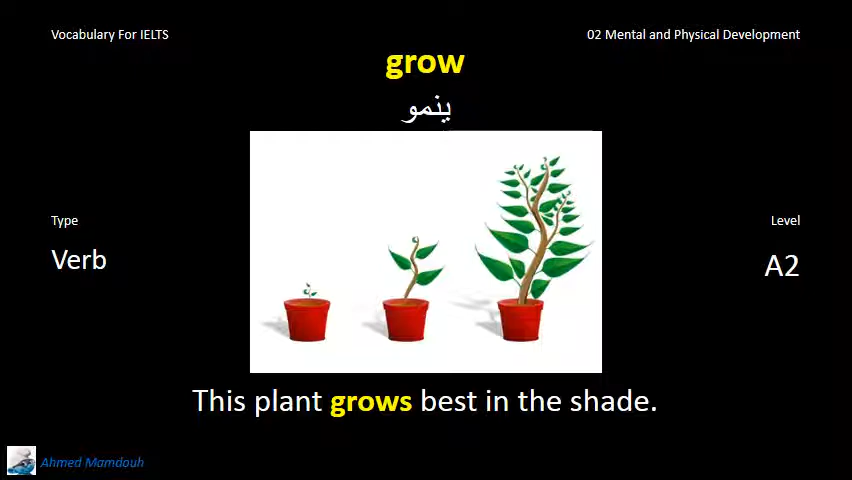 Vocabulary For IELTS
02 Mental and Physical Development
grow
ينمو
Type
Verb
Level
A2
This plant grows best in the shade.
Ahmed Mamdouh